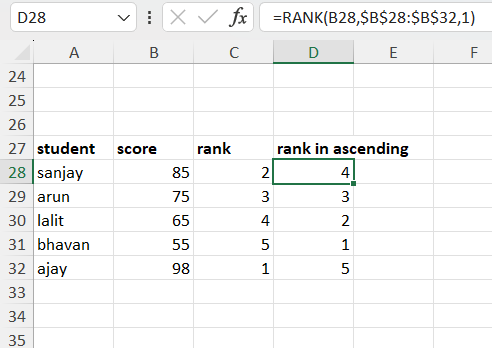 D28 fx =RANK(B28,$B$28:$B$32,1)
A B C D E F
24
25
26
27 student score rank rank in ascending
28 sanjay 85 2 4
29 arun 75 3 3
30 lalit 65 4 2
31 bhavan 55 5 1
32 ajay 98 1 5
33
34
35